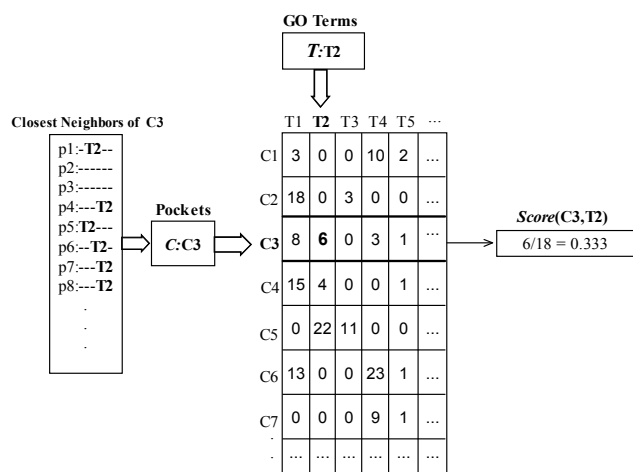 GO Terms
T:T2
Closest Neighbors of C3
p1:-T2--
p2:------
p3:------
p4:---T2
p5:T2---
p6:--T2-
p7:---T2
p8:---T2
.
.
.
Pockets
C:C3
T1 T2 T3 T4 T5 ...
C1 3 0 0 10 2 ...
C2 18 0 3 0 0 ...
C3 8 6 0 3 1 ...
C4 15 4 0 0 1 ...
C5 0 22 11 0 0 ...
C6 13 0 0 23 1 ...
C7 0 0 0 9 1 ...
. ... ... ... ... ... ...
.
Score(C3,T2)
6/18 = 0.333